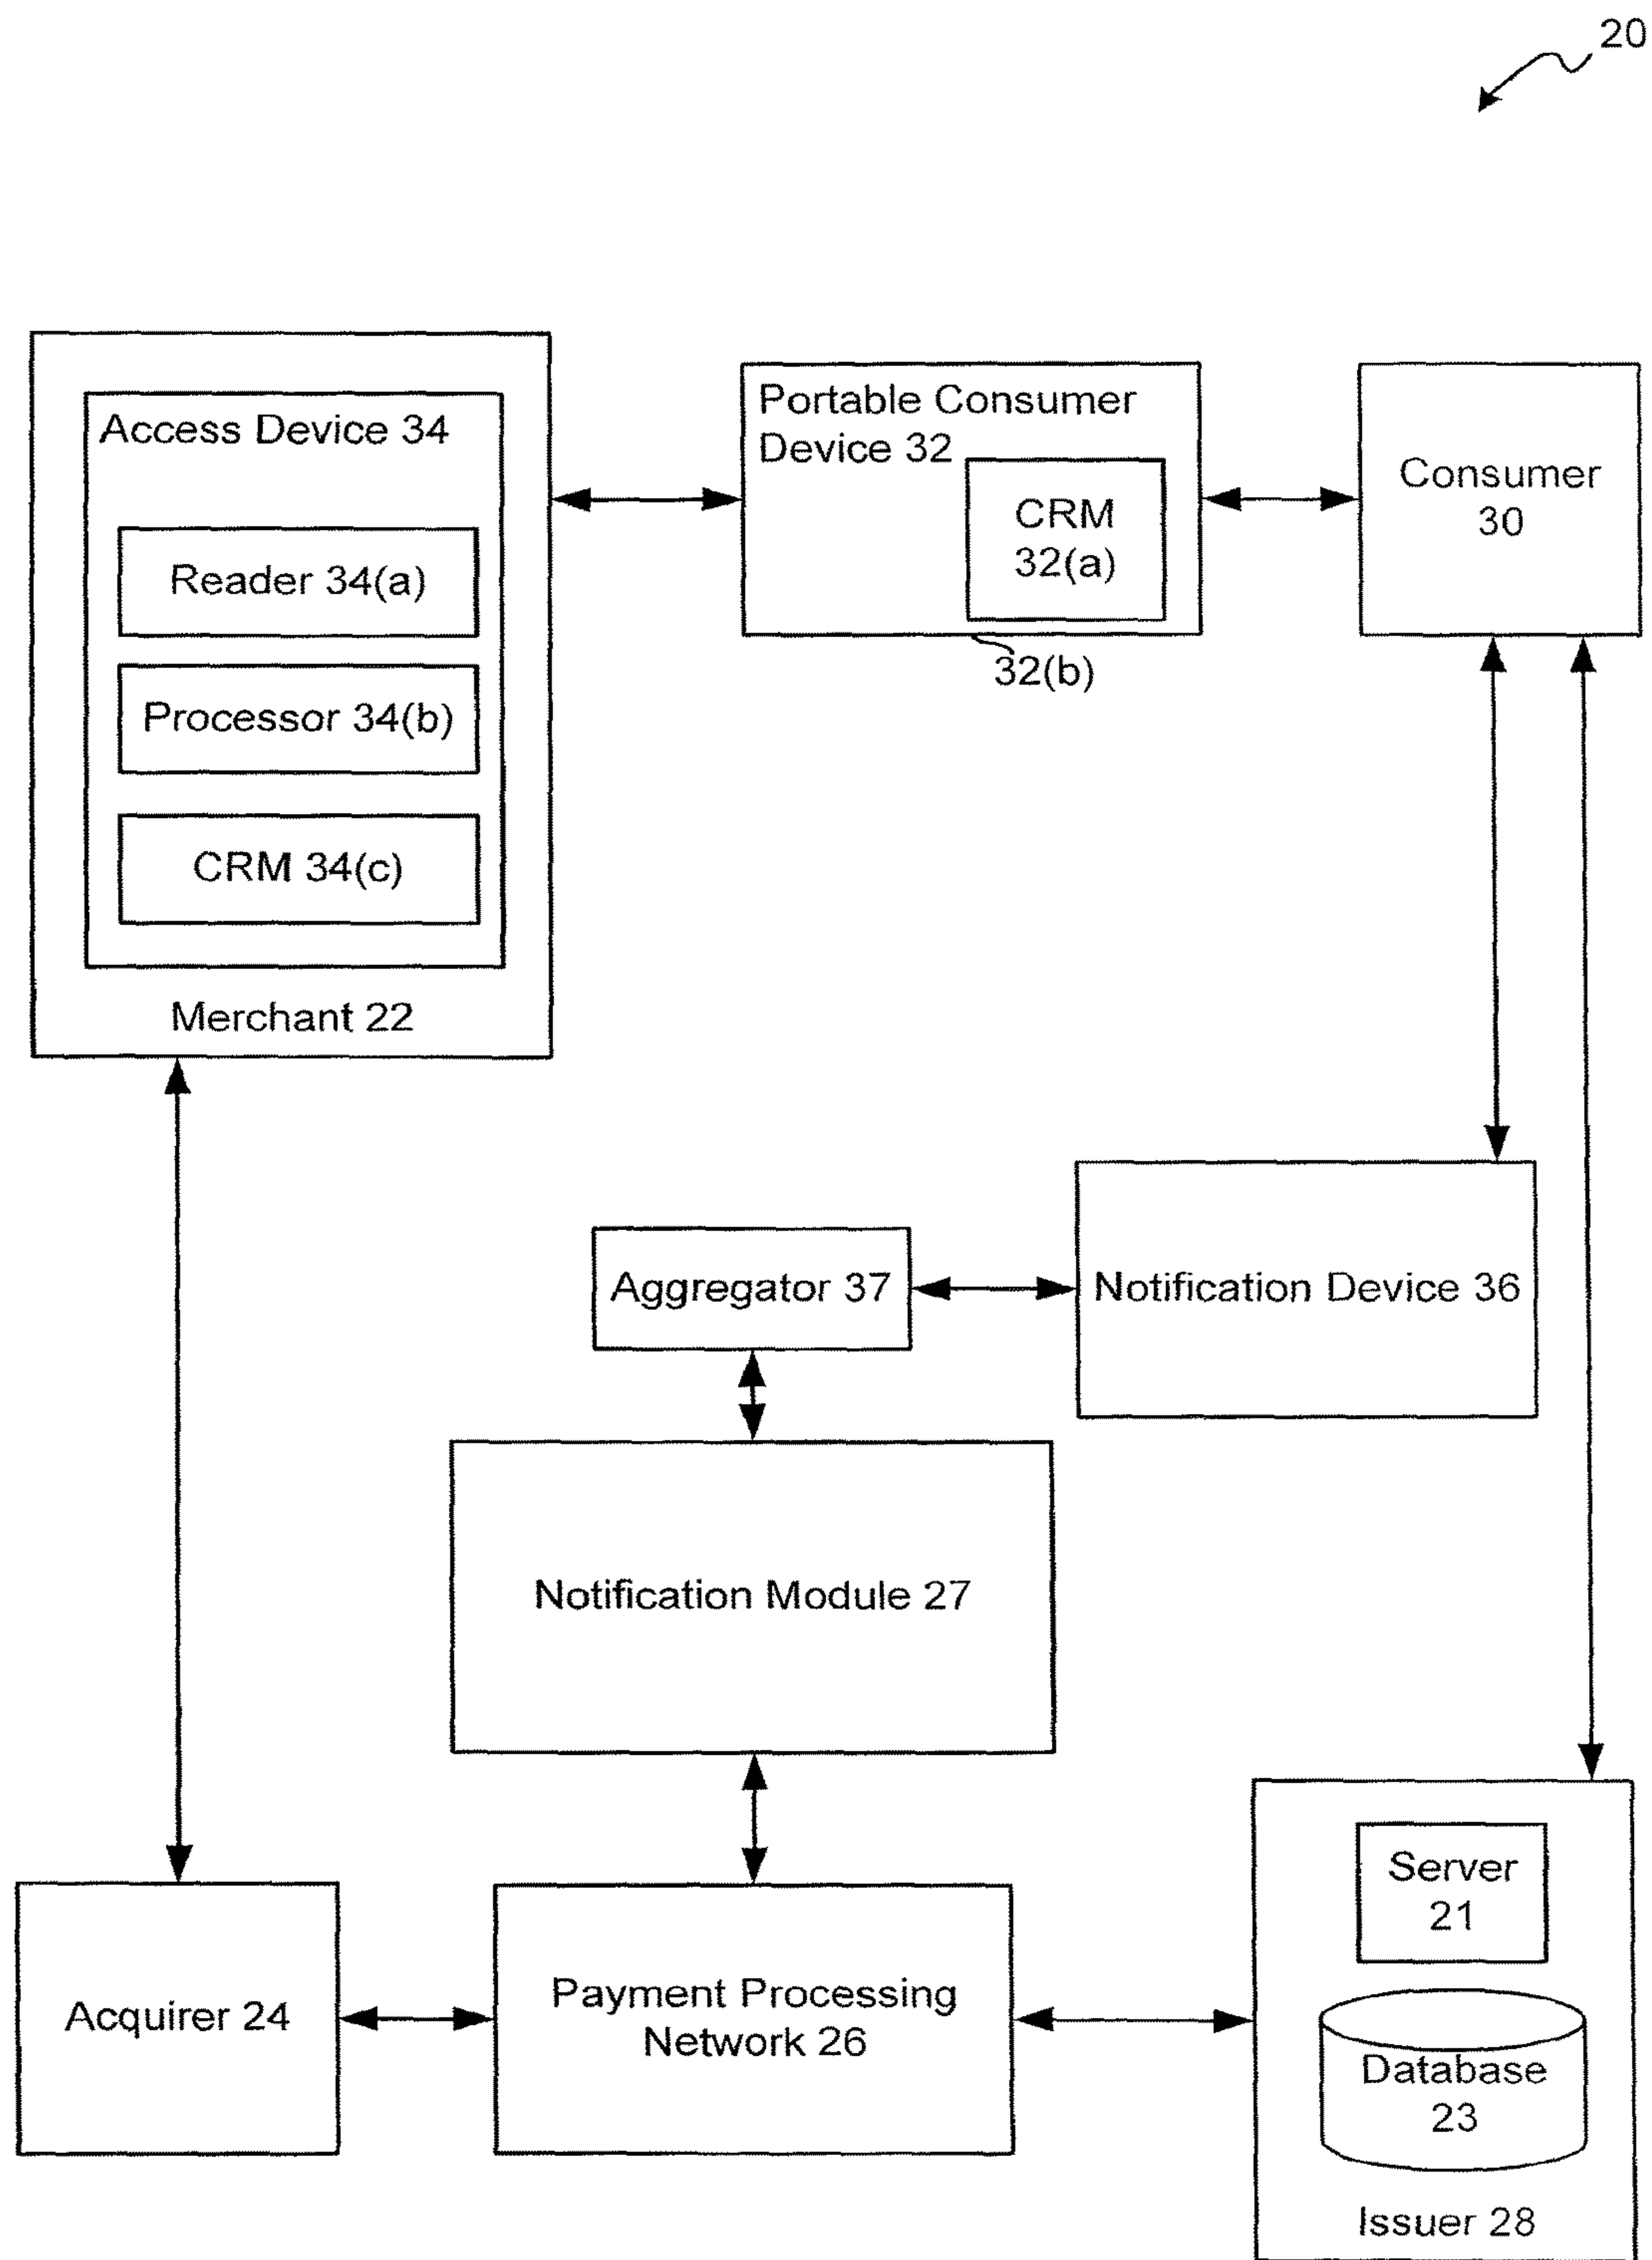 20
Access Device 34
Reader 34(a)
Processor 34(b)
CRM 34(c)
Merchant 22
Portable Consumer
Device 32
CRM
32(a)
32(b)
Consumer
30
Aggregator 37
Notification Device 36
Notification Module 27
Acquirer 24
Payment Processing
Network 26
Server
21
Database
23
Issuer 28